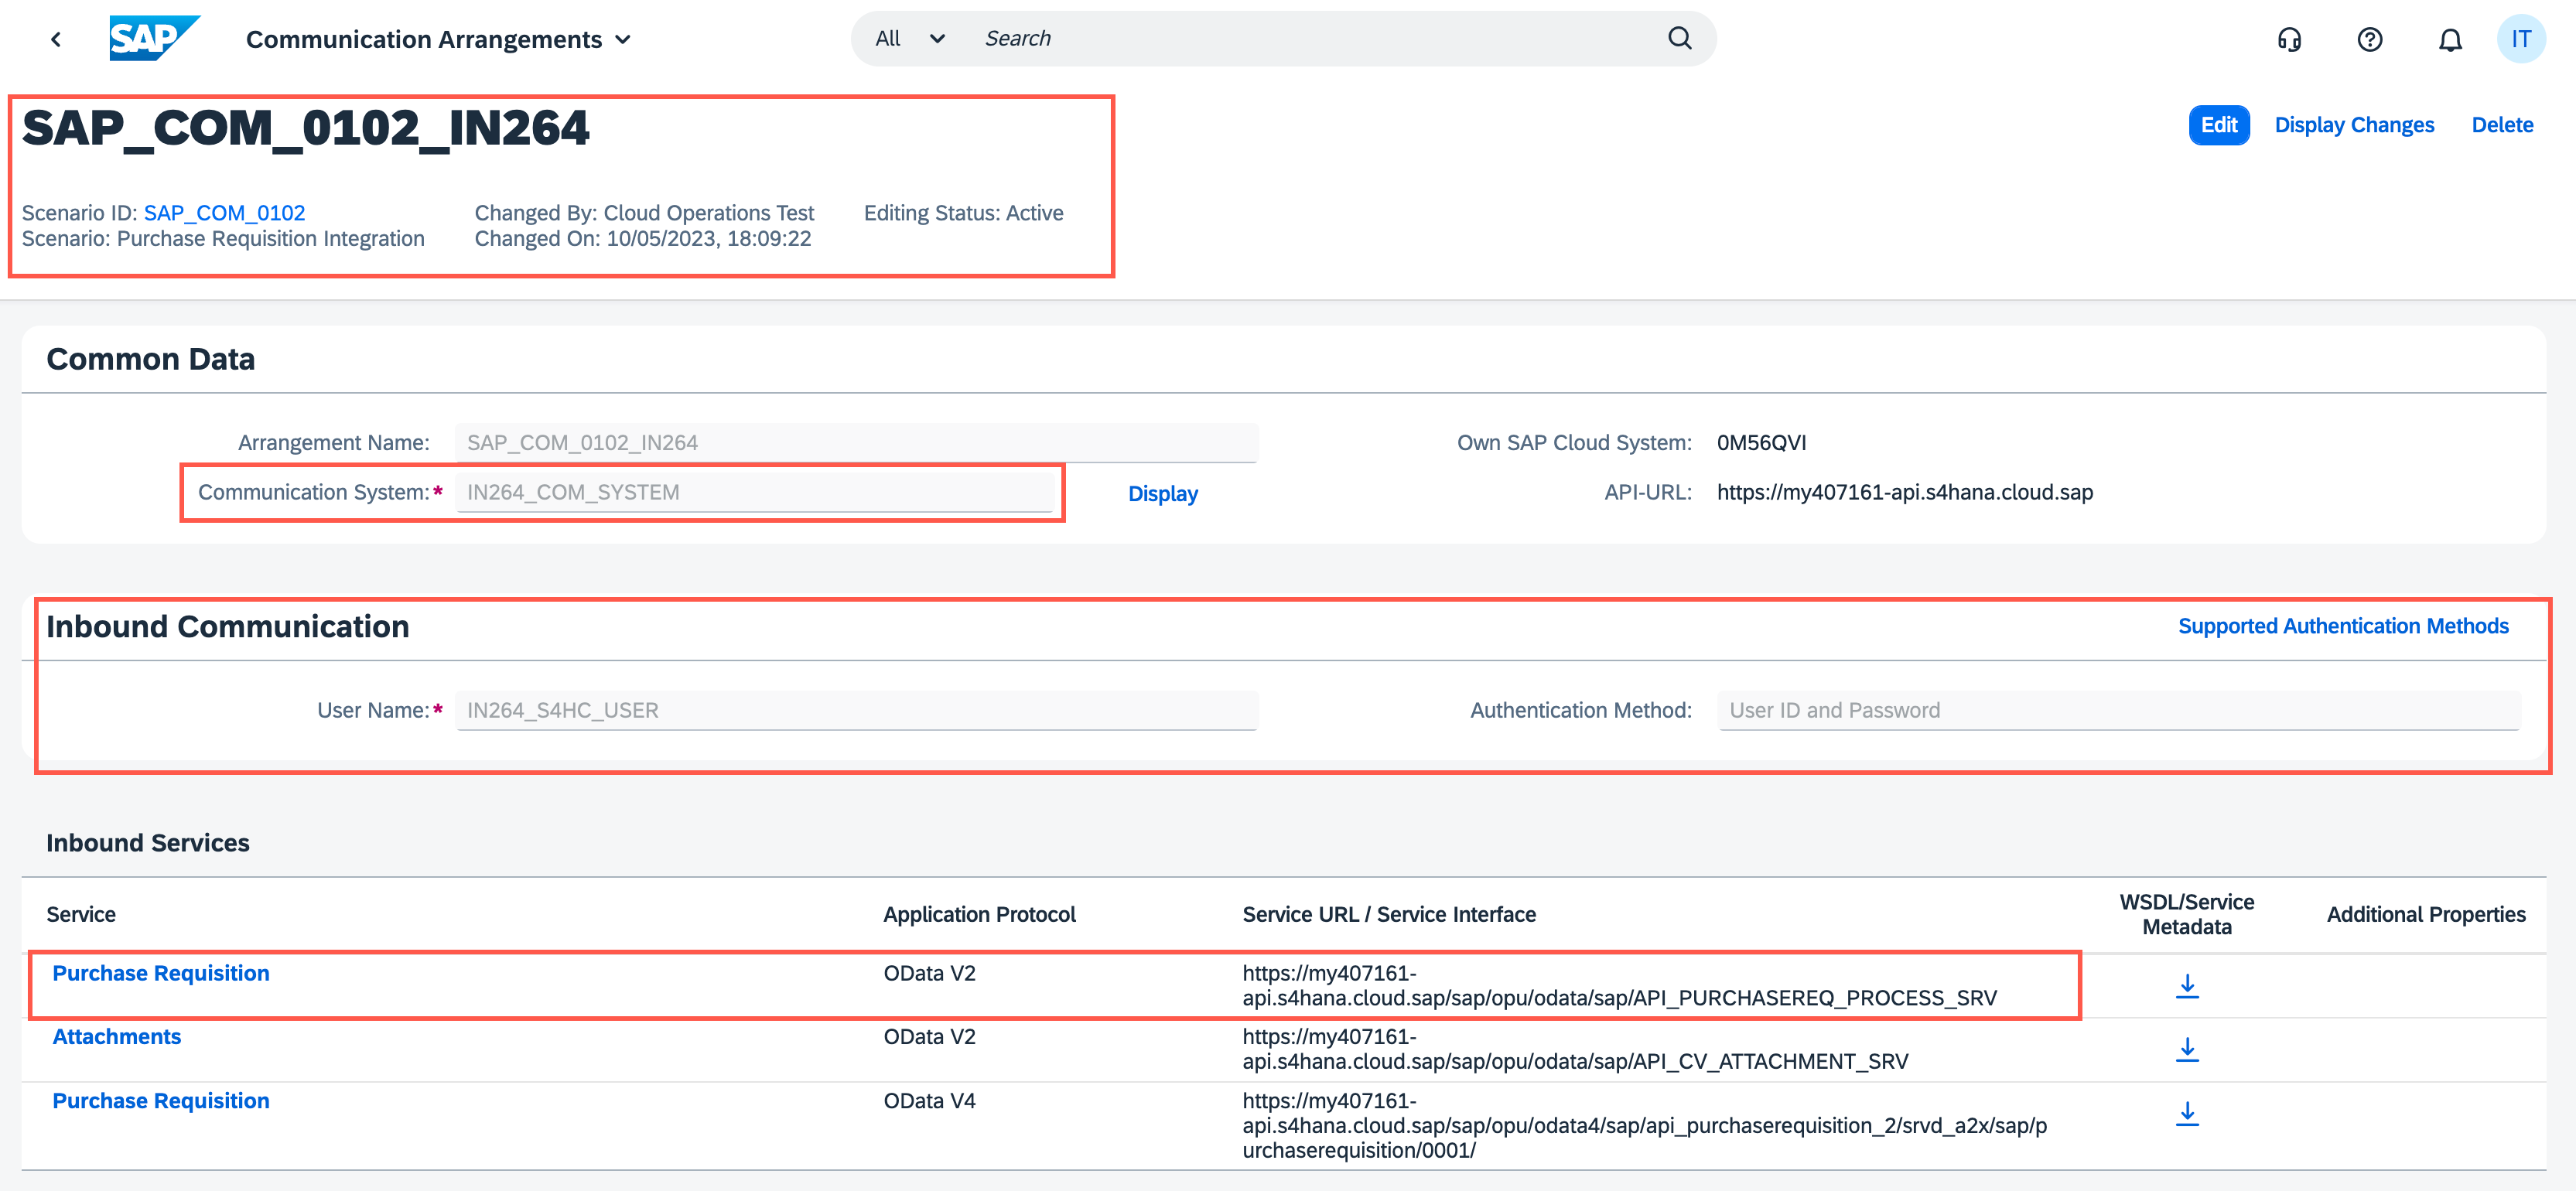 SAP
Communication Arrangements
All
Search
IT
SAP_COM_0102_IN264
Edit
Display Changes
Delete
Scenario ID: SAP_COM_0102
Changed By: Cloud Operations Test
Editing Status: Active
Scenario: Purchase Requisition Integration
Changed On: 10/05/2023, 18:09:22
Common Data
Arrangement Name:
SAP_COM_0102_IN264
Own SAP Cloud System:
0M56QVI
Communication System:*
IN264_COM_SYSTEM
Display
API-URL:
https://my407161-api.s4hana.cloud.sap
Inbound Communication
Supported Authentication Methods
User Name:*
IN264_S4HC_USER
Authentication Method:
User ID and Password
Inbound Services
Service
Application Protocol
Service URL / Service Interface
WSDL/Service
Metadata
Additional Properties
Purchase Requisition
OData V2
https://my407161-
api.s4hana.cloud.sap/sap/opu/odata/sap/API_PURCHASEREQ_PROCESS_SRV
Attachments
OData V2
https://my407161-
api.s4hana.cloud.sap/sap/opu/odata/sap/API_CV_ATTACHMENT_SRV
Purchase Requisition
OData V4
https://my407161-
api.s4hana.cloud.sap/sap/opu/odata4/sap/api_purchaserequisition_2/srvd_a2x/sap/p
urchaserequisition/0001/